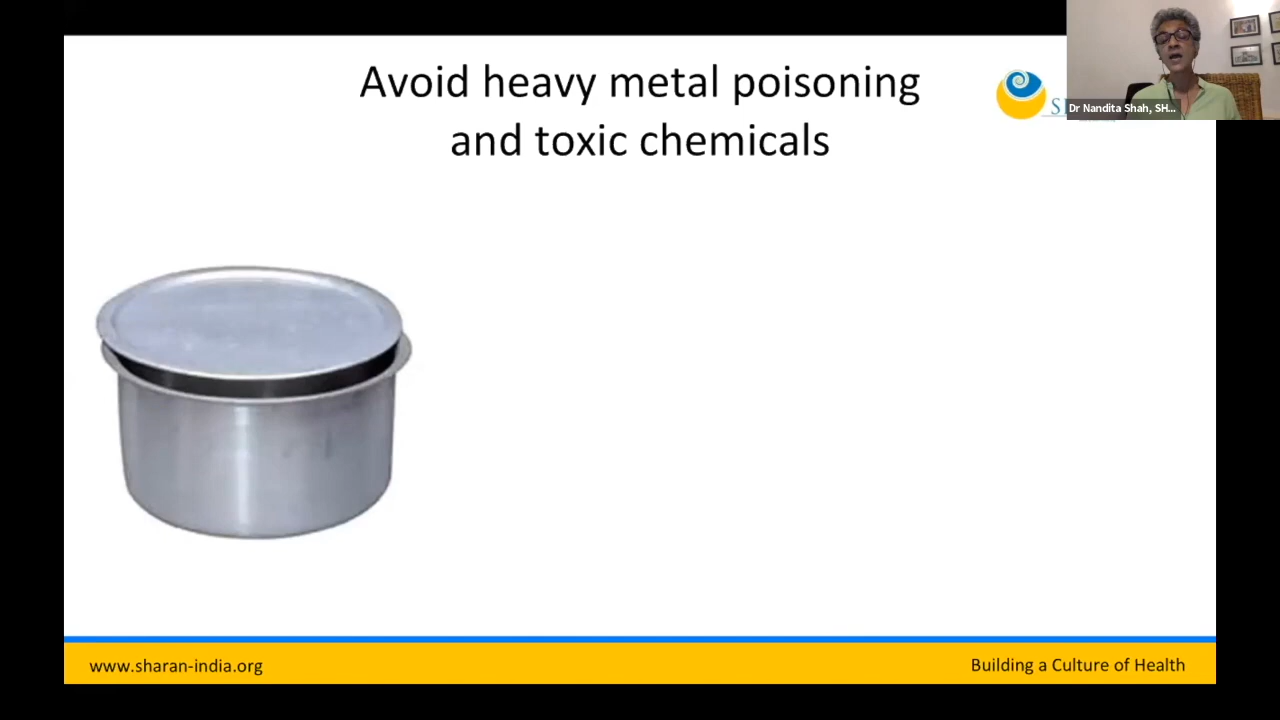 Avoid heavy metal poisoning
and toxic chemicals
Dr Nandita Shah, SH...
www.sharan-india.org
Building a Culture of Health